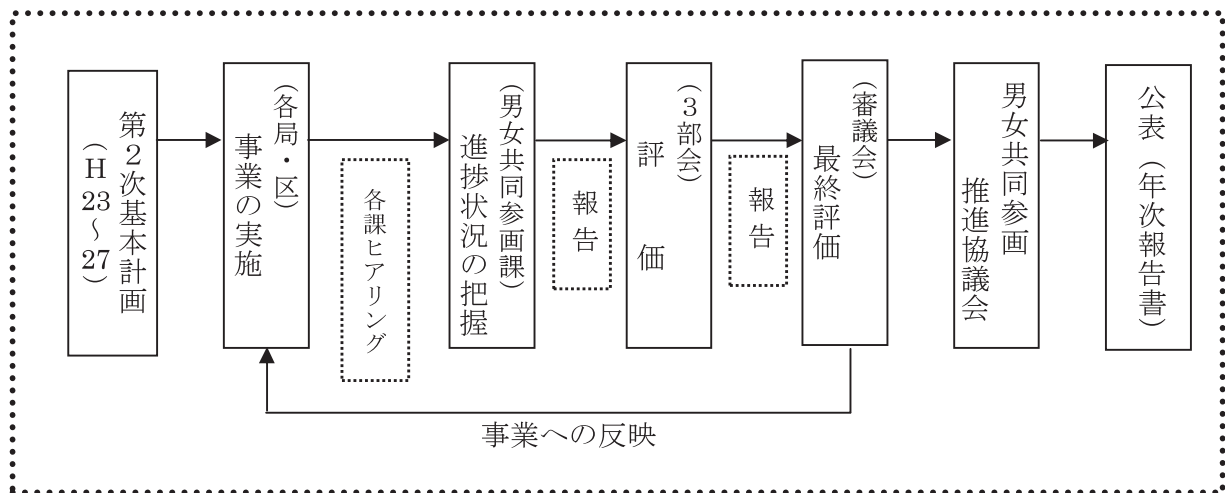 第２次基本計画
（Ｈ23～27）
（各局・区）
事業の実施
各課ヒアリング
（男女共同参画課）
進捗状況の把握
報告
（３部会）
評価
報告
（審議会）
最終評価
男女共同参画
推進協議会
公表（年次報告書）
事業への反映